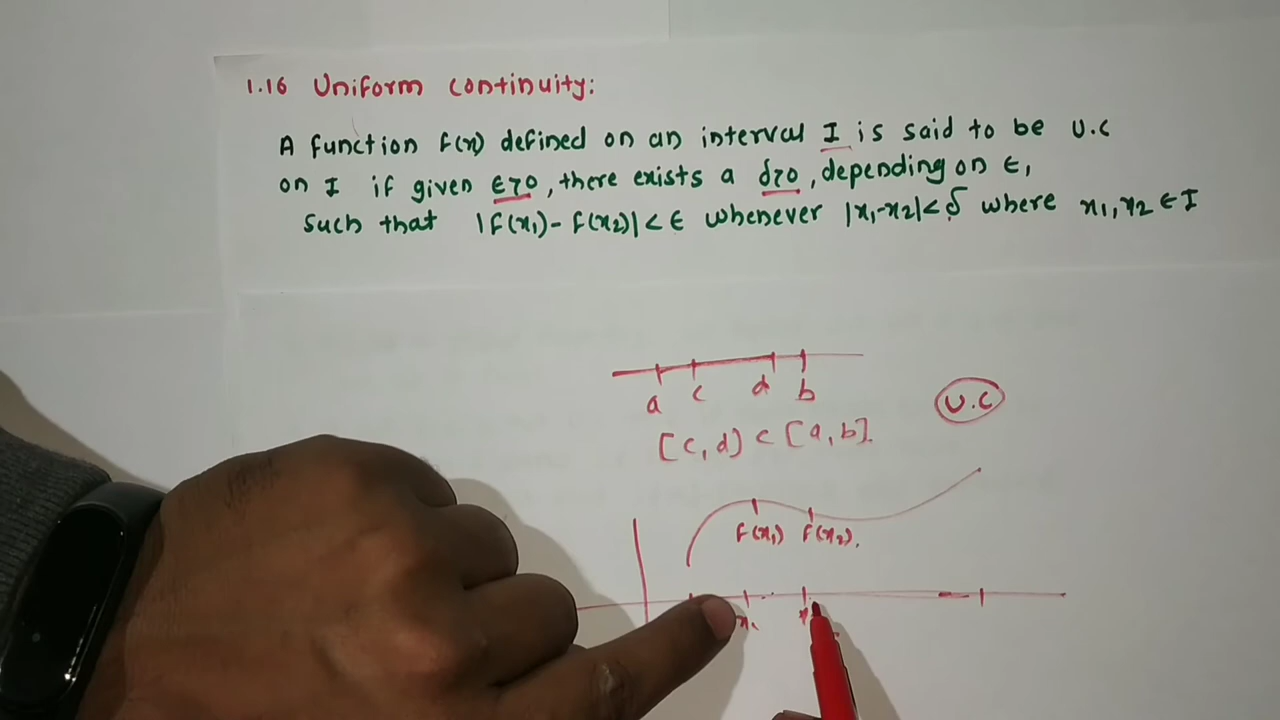 1.16 Uniform continuity:
A function f(x) defined on an interval I is said to be U.C
on I if given ϵ>0, there exists a δ>0, depending on ϵ,
Such that |f(x₁)-f(x₂)|<ϵ whenever |x₁-x₂|<δ where x₁,x₂ ∈ I
a c d b
U.C
[c,d] ⊂ [a,b].
f(x₁) f(x₂).
x₁